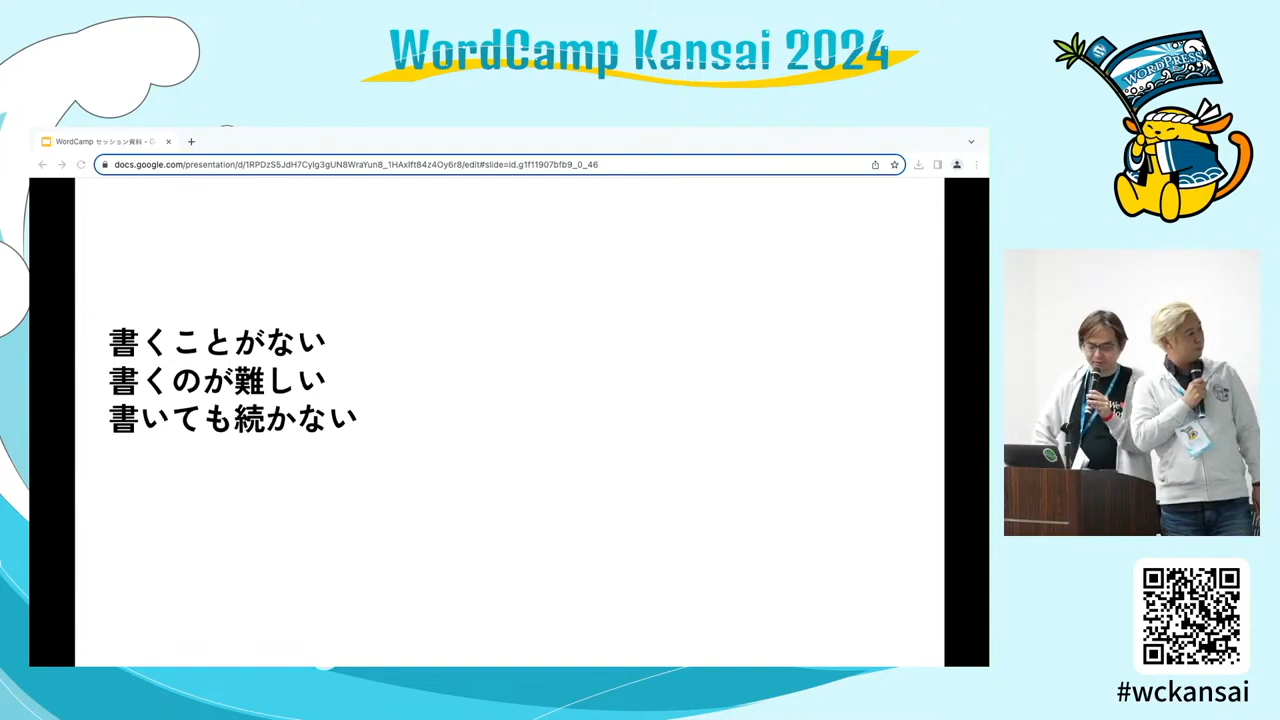 WordCamp Kansai 2024
WORDPRESS
WordCamp セッション資料 - G
docs.google.com/presentation/d/1RPDzS5JdH7CyIg3gUN8WraYun8_1HAxIft84z4Oy6r8/edit#slide=id.g1f11907bfb9_0_46
書くことがない
書くのが難しい
書いても続かない
#wckansai